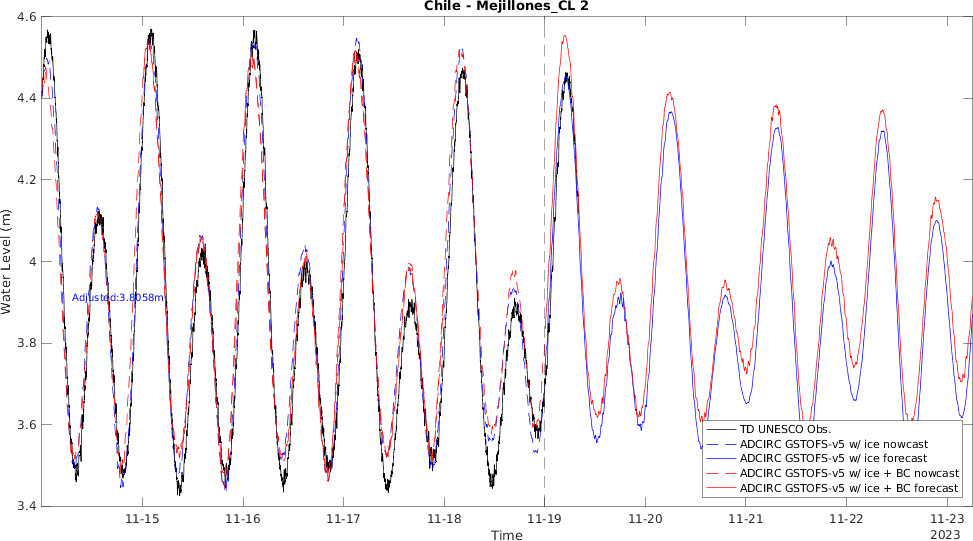 Chile - Mejillones_CL 2
4.6
4.4
4.2
4
3.8
3.6
3.4
Water Level (m)
Adjusted:3.8058m
TD UNESCO Obs.
ADCIRC GSTOFS-v5 w/ ice nowcast
ADCIRC GSTOFS-v5 w/ ice forecast
ADCIRC GSTOFS-v5 w/ ice + BC nowcast
ADCIRC GSTOFS-v5 w/ ice + BC forecast
11-15 11-16 11-17 11-18 11-19 11-20 11-21 11-22 11-23
2023
Time